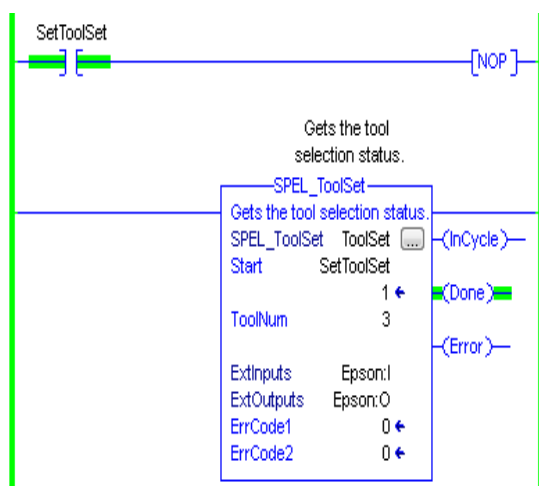 SetToolSet
NOP
Gets the tool
selection status.
SPEL_ToolSet
Gets the tool selection status.
SPEL_ToolSet ToolSet ...
InCycle
Start SetToolSet
1
Done
ToolNum 3
Error
ExtInputs Epson:I
ExtOutputs Epson:O
ErrCode1 0
ErrCode2 0